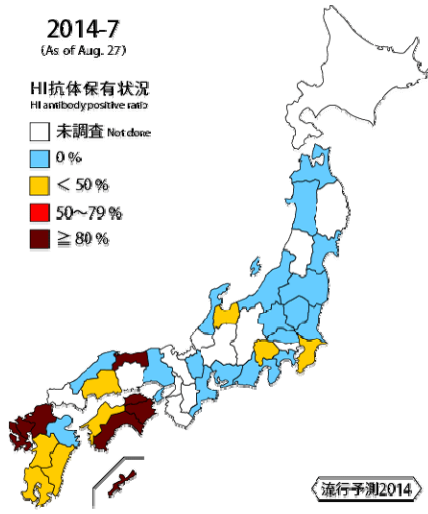 2014-7
(As of Aug. 27)
HI抗体保有状況
HI antibody positive ratio
未調査 Not done
0 %
< 50 %
50〜79 %
≧ 80 %
流行予測2014